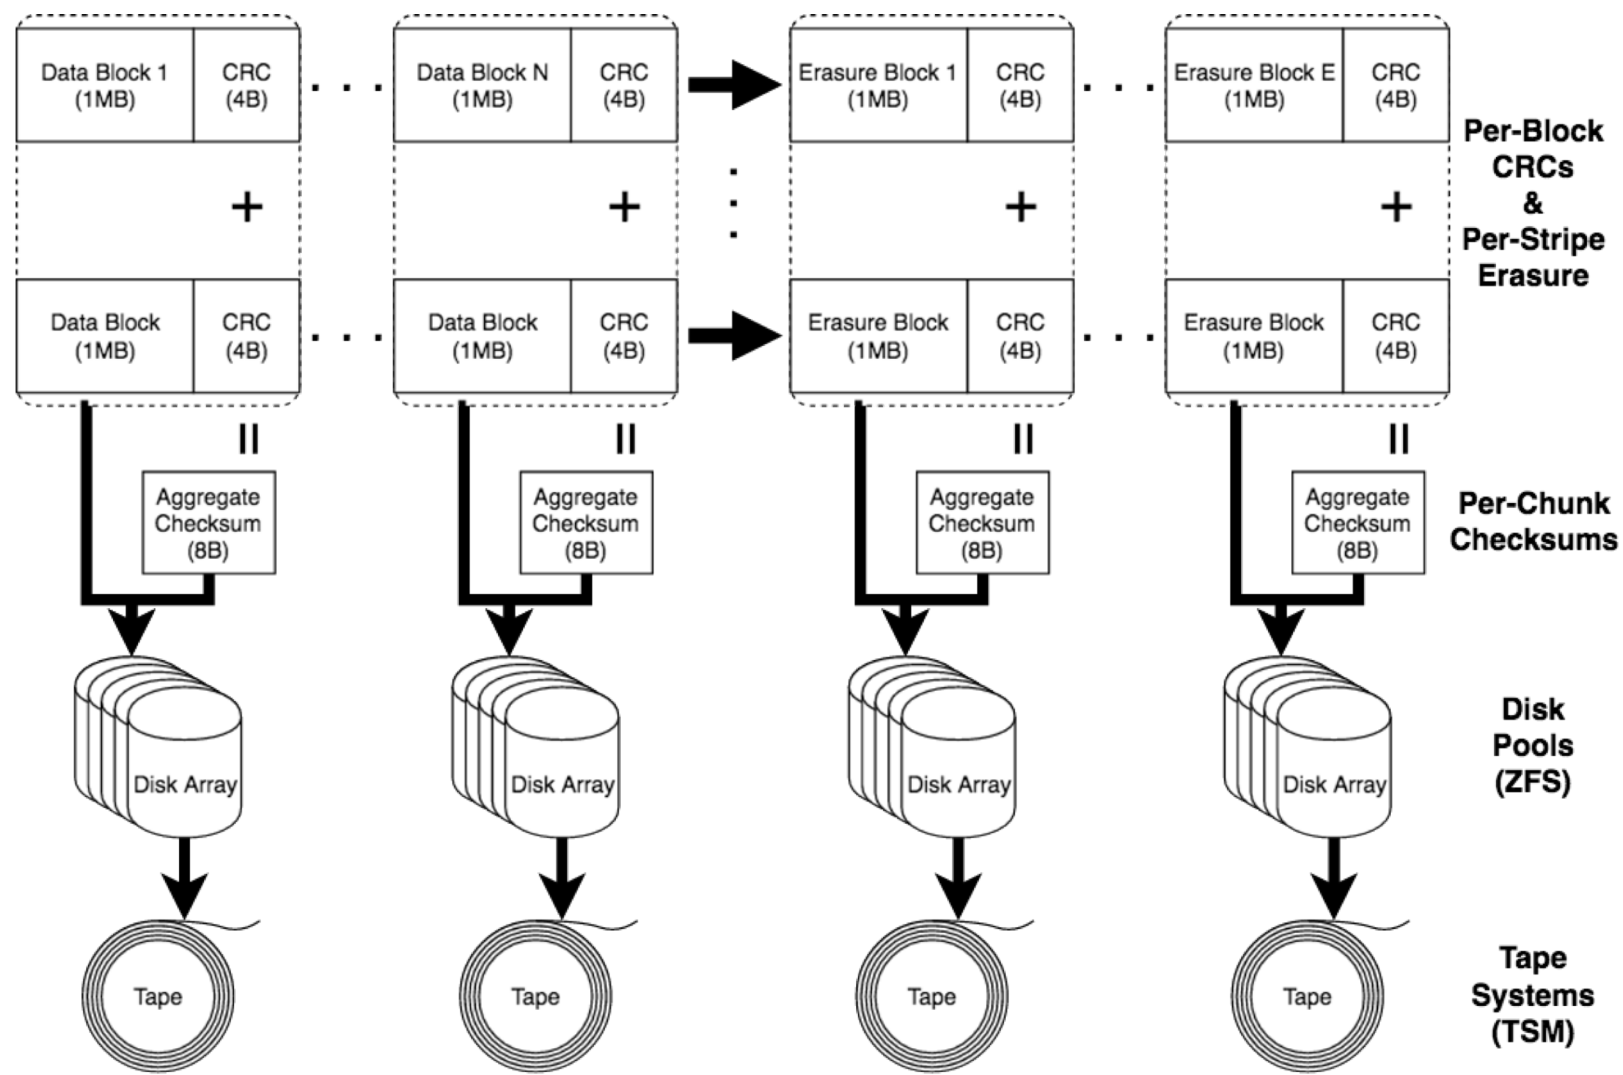 Data Block 1
(1MB)
CRC
(4B)
. . .
Data Block N
(1MB)
CRC
(4B)
Erasure Block 1
(1MB)
CRC
(4B)
. . .
Erasure Block E
(1MB)
CRC
(4B)
Per-Block
CRCs
&
Per-Stripe
Erasure
+
+
+
+
Data Block
(1MB)
CRC
(4B)
. . .
Data Block
(1MB)
CRC
(4B)
Erasure Block
(1MB)
CRC
(4B)
. . .
Erasure Block
(1MB)
CRC
(4B)
=
=
=
=
Aggregate
Checksum
(8B)
Aggregate
Checksum
(8B)
Aggregate
Checksum
(8B)
Aggregate
Checksum
(8B)
Per-Chunk
Checksums
Disk Array
Disk Array
Disk Array
Disk Array
Disk
Pools
(ZFS)
Tape
Tape
Tape
Tape
Tape
Systems
(TSM)